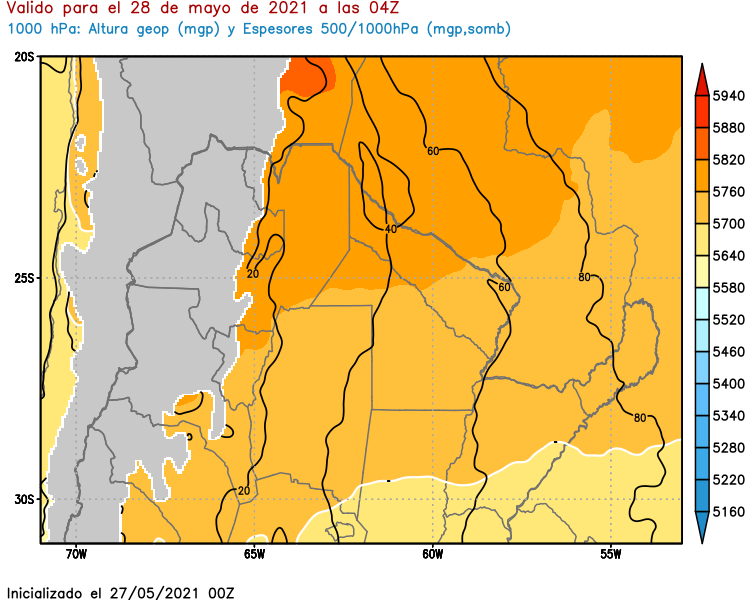 Valido para el 28 de mayo de 2021 a las 04Z
1000 hPa: Altura geop (mgp) y Espesores 500/1000hPa (mgp,somb)
20S
25S
30S
70W
65W
60W
55W
60
40
20
60
80
80
20
5940
5880
5820
5760
5700
5640
5580
5520
5460
5400
5340
5280
5220
5160
Inicializado el 27/05/2021 00Z